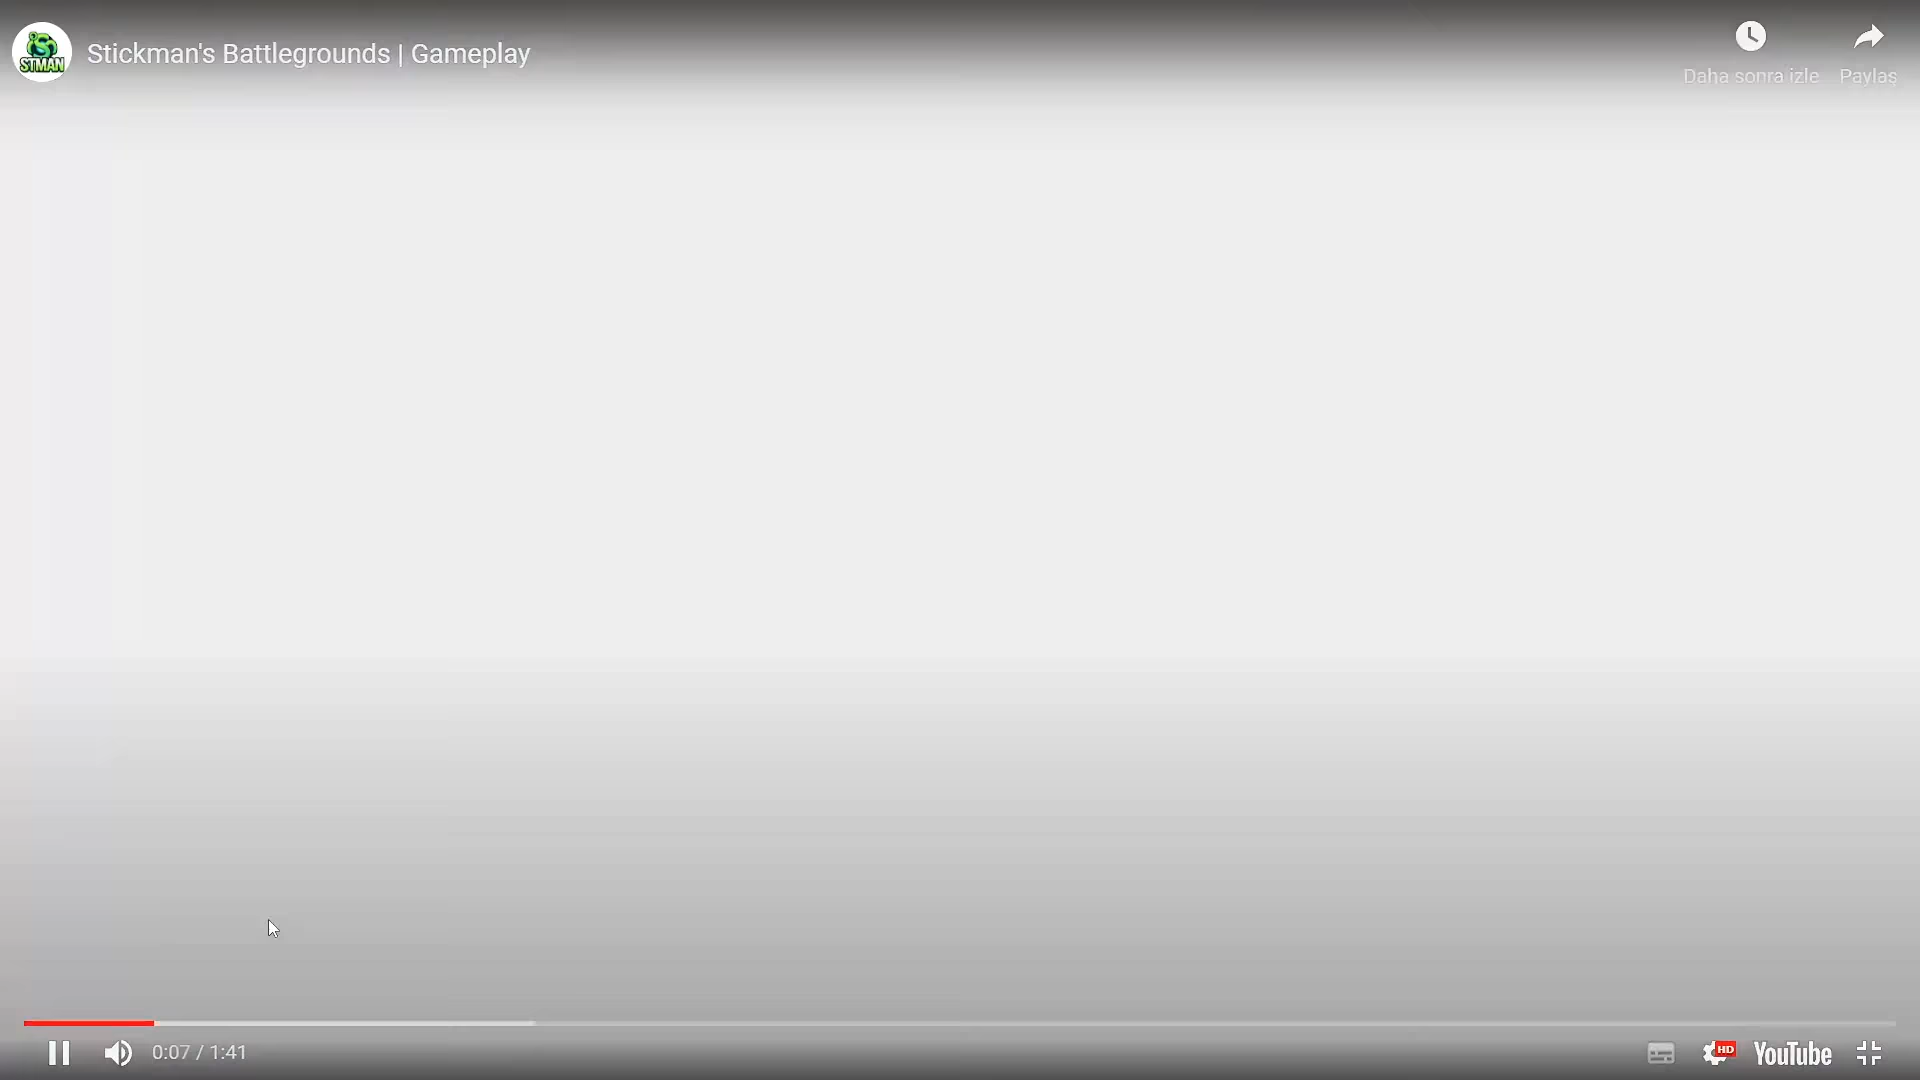 STMAN
Stickman's Battlegrounds | Gameplay
Daha sonra izle
Paylaş
0:07 / 1:41
HD
YouTube